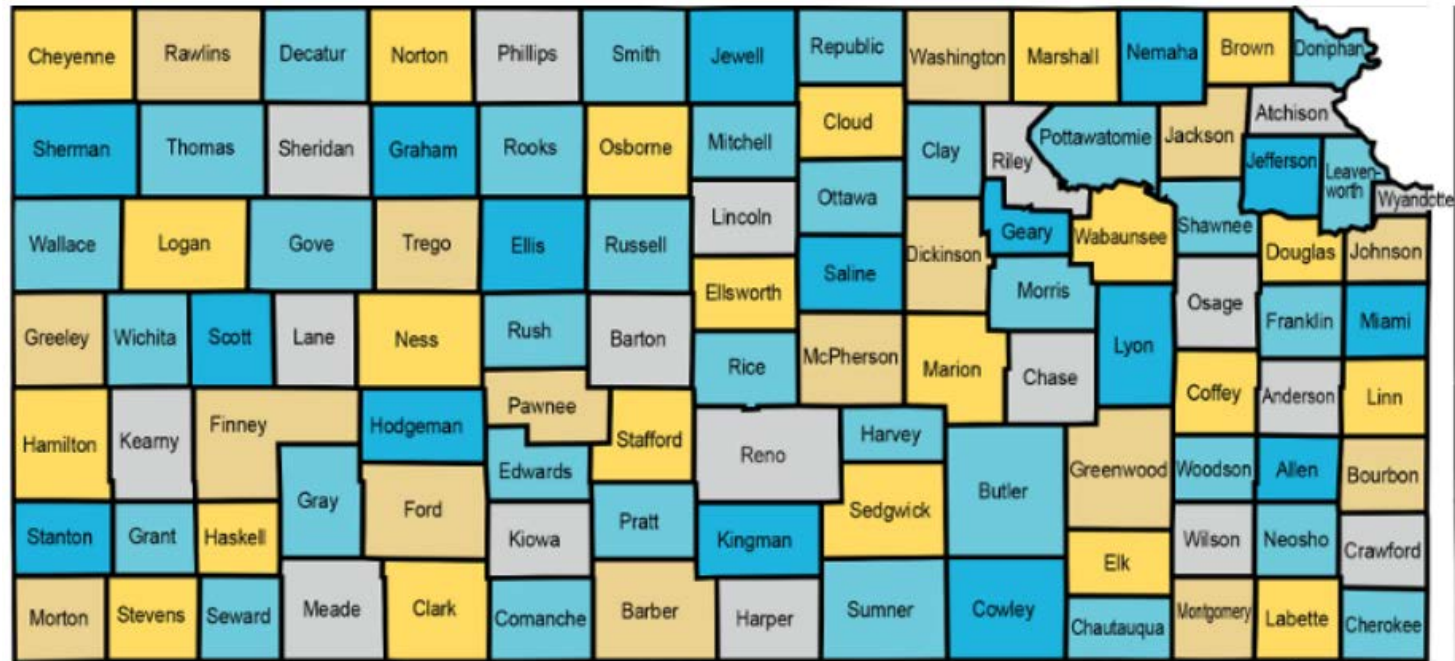 Cheyenne
Rawlins
Decatur
Norton
Phillips
Smith
Jewell
Republic
Washington
Marshall
Nemaha
Brown
Doniphan
Sherman
Thomas
Sheridan
Graham
Rooks
Osborne
Mitchell
Cloud
Clay
Riley
Pottawatomie
Jackson
Atchison
Jefferson
Leaven-
worth
Wyandotte
Wallace
Logan
Gove
Trego
Ellis
Russell
Lincoln
Ottawa
Saline
Dickinson
Geary
Wabaunsee
Shawnee
Douglas
Johnson
Greeley
Wichita
Scott
Lane
Ness
Rush
Barton
Ellsworth
Rice
McPherson
Marion
Morris
Chase
Lyon
Osage
Franklin
Miami
Hamilton
Kearny
Finney
Hodgeman
Pawnee
Stafford
Reno
Harvey
Coffey
Anderson
Linn
Gray
Ford
Edwards
Sedgwick
Butler
Greenwood
Woodson
Allen
Bourbon
Stanton
Grant
Haskell
Kiowa
Pratt
Kingman
Elk
Wilson
Neosho
Crawford
Morton
Stevens
Seward
Meade
Clark
Comanche
Barber
Harper
Sumner
Cowley
Chautauqua
Montgomery
Labette
Cherokee